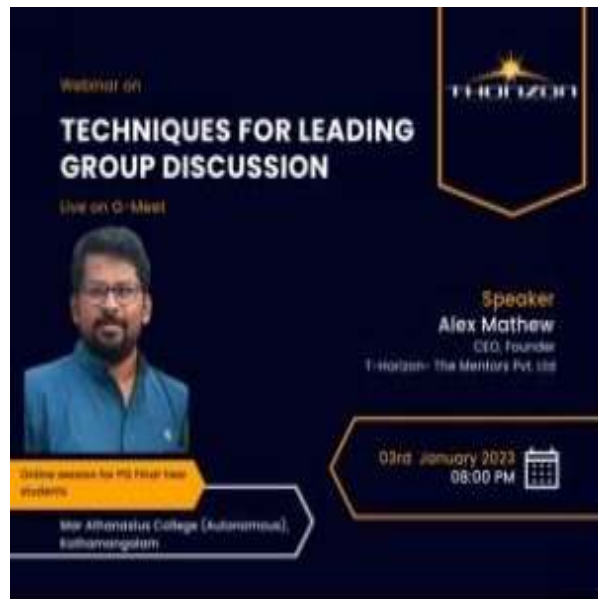 Webinar on
TECHNIQUES FOR LEADING
GROUP DISCUSSION
Live on G-Meet
THORIZON
Speaker
Alex Mathew
CEO, Founder
T-Horizon- The Mentors Pvt. Ltd
03rd January 2023
08:00 PM
Online session for PG Final Year
students
Mar Athanasius College (Autonomous),
Kothamangalam